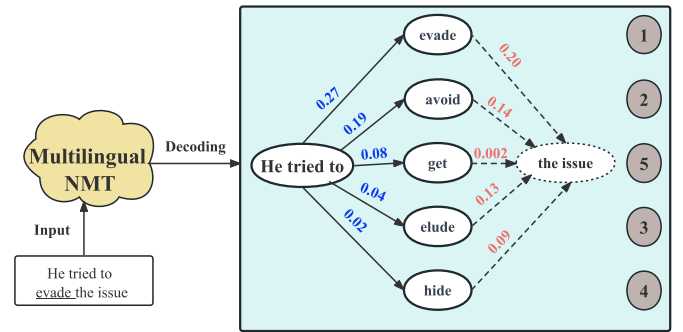 Multilingual
NMT
Decoding
Input
He tried to
evade the issue
He tried to
0.27
0.19
0.08
0.04
0.02
evade
avoid
get
elude
hide
0.20
0.14
0.002
0.13
0.09
the issue
1
2
5
3
4